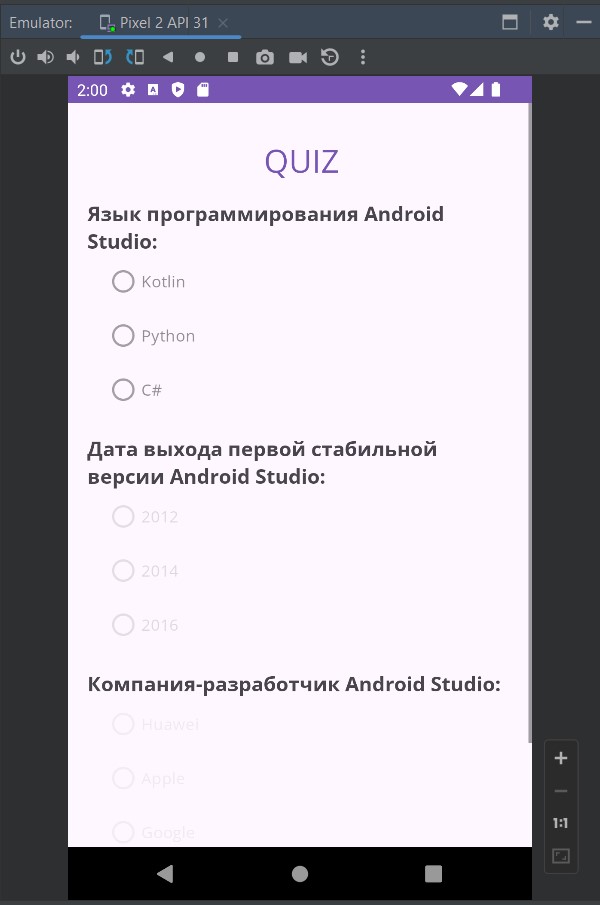 Emulator: Pixel 2 API 31
2:00
QUIZ
Язык программирования Android
Studio:
Kotlin
Python
C#
Дата выхода первой стабильной
версии Android Studio:
2012
2014
2016
Компания-разработчик Android Studio:
Huawei
Apple
Google
1:1